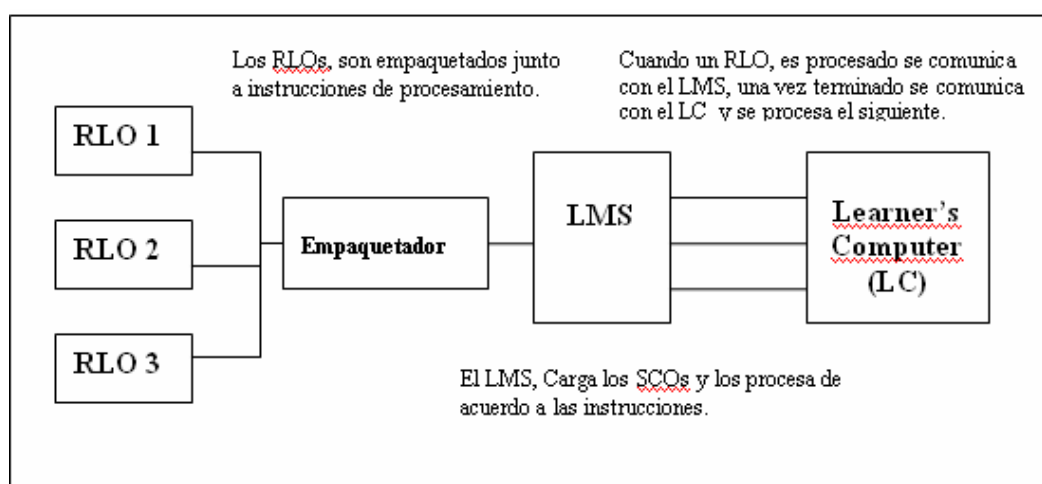 Los RLOs, son empaquetados junto
a instrucciones de procesamiento.
Cuando un RLO, es procesado se comunica
con el LMS, una vez terminado se comunica
con el LC y se procesa el siguiente.
RLO 1
RLO 2
RLO 3
Empaquetador
LMS
Learner's
Computer
(LC)
El LMS, Carga los SCOs y los procesa de
acuerdo a las instrucciones.